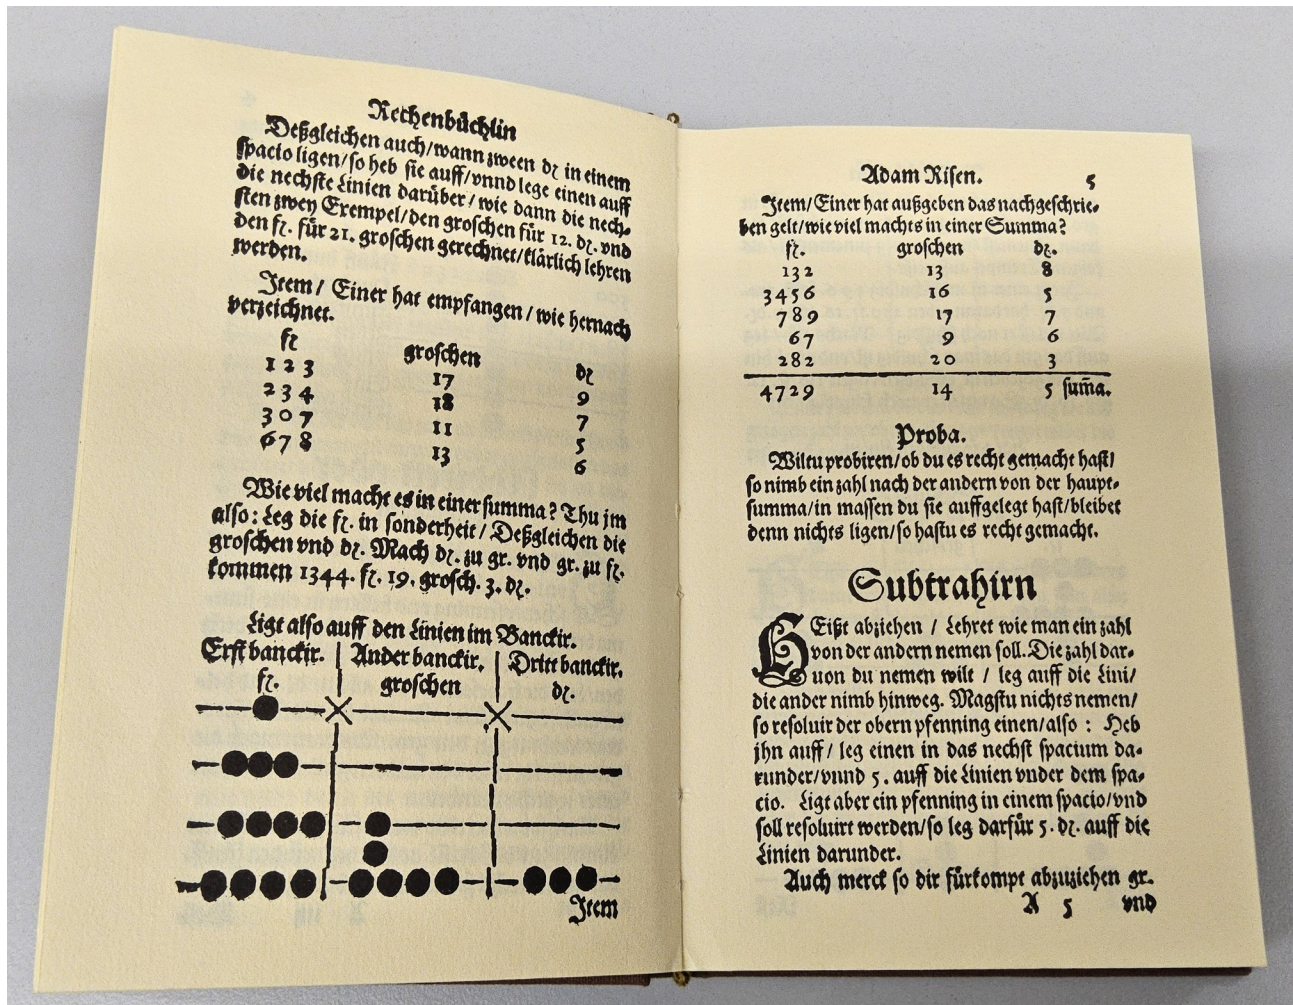 Rechenbüchlin
Deßgleichen auch/wann zween dz in einem
spacio ligen/so heb sie auff/vnnd lege einen auff
die nechste Linien darüber/wie dann die nech-
sten zwey Exempel/den groschen für 12. dz. vnd
den fz. für 21. groschen gerechnet/klärlich lehren
werden.
Item/ Einer hat empfangen/wie hernach
verzeichnet.
fz groschen dz
123 17 9
234 18 7
307 11 5
678 13 6
Wie viel macht es in einer summa? Thu jm
also: Leg die fz. in sonderheit/ Deßgleichen die
groschen vnd dz. Mach dz. zu gr. vnd gr. zu fz.
kommen 1344. fz. 19. grosch. 3. dz.
Ligt also auff den Linien im Banckir.
Erst banckir. Ander banckir. Dritt banckir.
fz. groschen dz.
Item
Adam Risen. 5
Item/Einer hat außgeben das nachgeschrie-
ben gelt/wie viel machts in einer Summa?
fz. groschen dz.
132 13 8
3456 16 5
789 17 7
67 9 6
282 20 3
4729 14 5 sum̄a.
Proba.
Wiltu probiren/ob du es recht gemacht hast/
so nimb ein zahl nach der andern von der haupt-
summa/in massen du sie auffgelegt hast/bleibet
denn nichts ligen/so hastu es recht gemacht.
Subtrahirn
HEißt abziehen / Lehret wie man ein zahl
von der andern nemen soll. Die zahl dar-
uon du nemen wilt / leg auff die Lini/
die ander nimb hinweg. Magstu nichts nemen/
so resoluir der obern pfenning einen/also : Heb
jhn auff/ leg einen in das nechst spacium da-
runder/vnnd 5. auff die Linien vnder dem spa-
cio. Ligt aber ein pfenning in einem spacio/vnd
soll resoluirt werden/so leg darfür 5. dz. auff die
Linien darunder.
Auch merck so dir fürkompt abzuziehen gr.
A 5 vnd